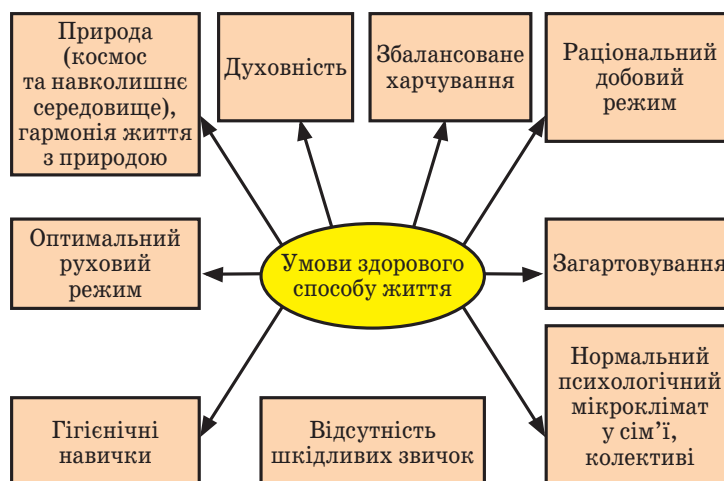 Природа
(космос
та навколишнє
середовище),
гармонія життя
з природою
Духовність
Збалансоване
харчування
Раціональний
добовий
режим
Оптимальний
руховий
режим
Умови здорового
способу життя
Загартовування
Гігієнічні
навички
Відсутність
шкідливих звичок
Нормальний
психологічний
мікроклімат
у сім’ї,
колективі